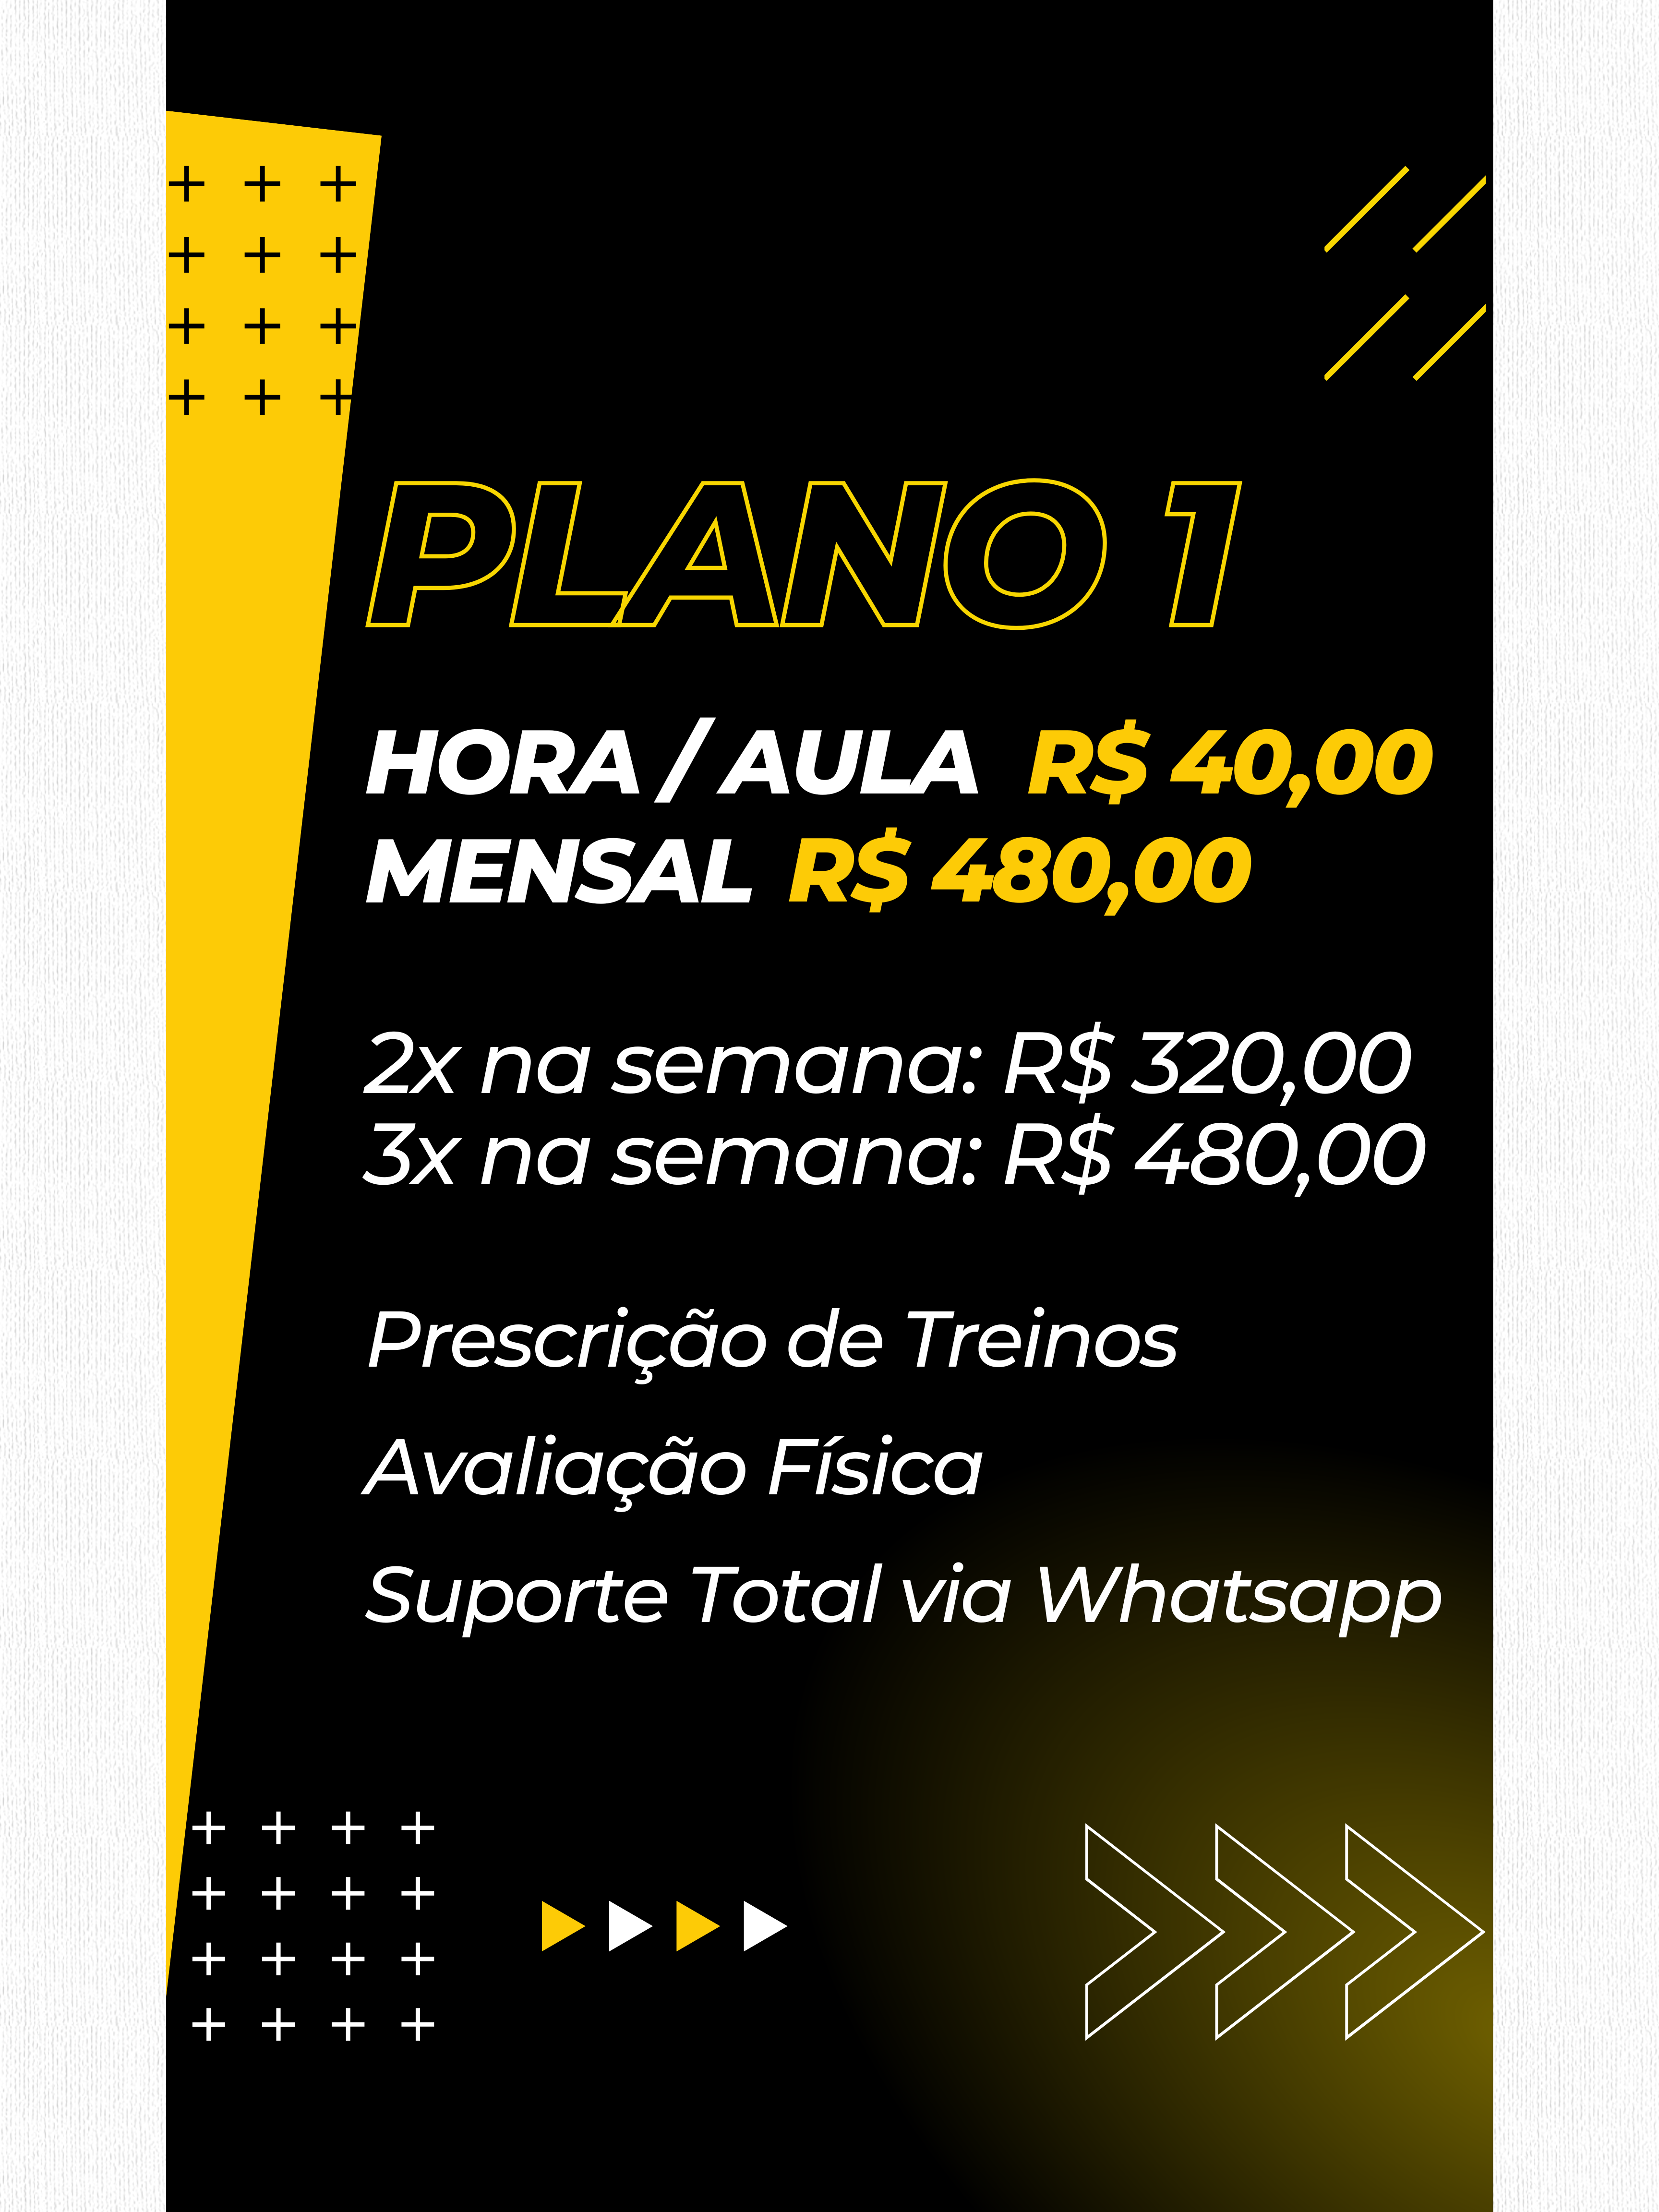 PLANO 1
HORA / AULA R$ 40,00
MENSAL R$ 480,00
2x na semana: R$ 320,00
3x na semana: R$ 480,00
Prescrição de Treinos
Avaliação Física
Suporte Total via Whatsapp